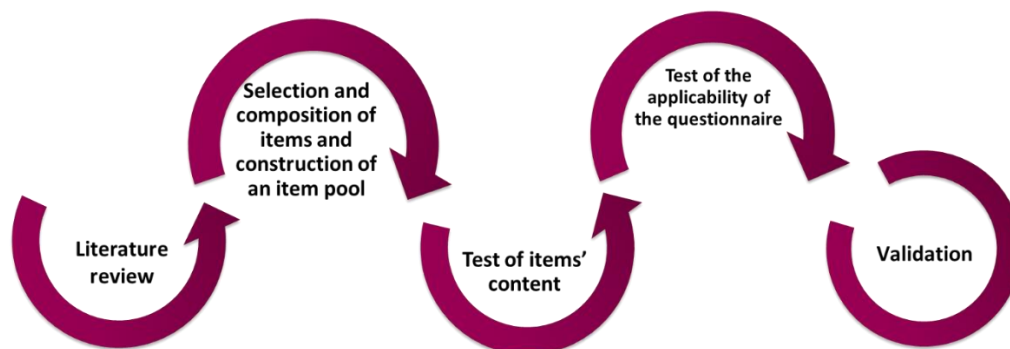 Literature
review
Selection and
composition of
items and
construction of
an item pool
Test of items’
content
Test of the
applicability of
the questionnaire
Validation